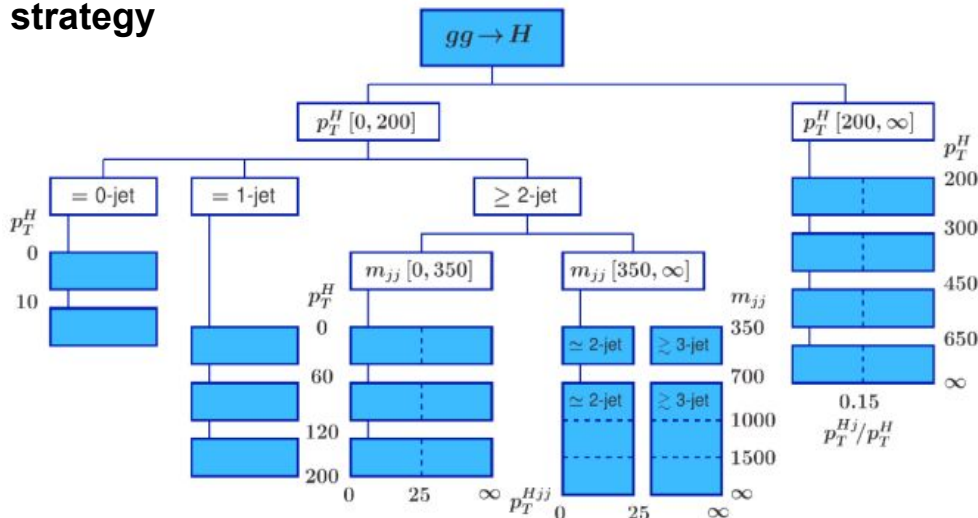 strategy
gg → H
p_T^H [0, 200]
p_T^H [200, ∞]
= 0-jet
= 1-jet
≥ 2-jet
m_jj [0, 350]
m_jj [350, ∞]
p_T^H
0
10
p_T^H
0
60
120
200
0 25 ∞
m_jj
350
700
1000
1500
∞
≃ 2-jet
≳ 3-jet
≃ 2-jet
≳ 3-jet
p_T^Hjj
0 25 ∞
p_T^H
200
300
450
650
∞
0.15
p_T^Hj/p_T^H